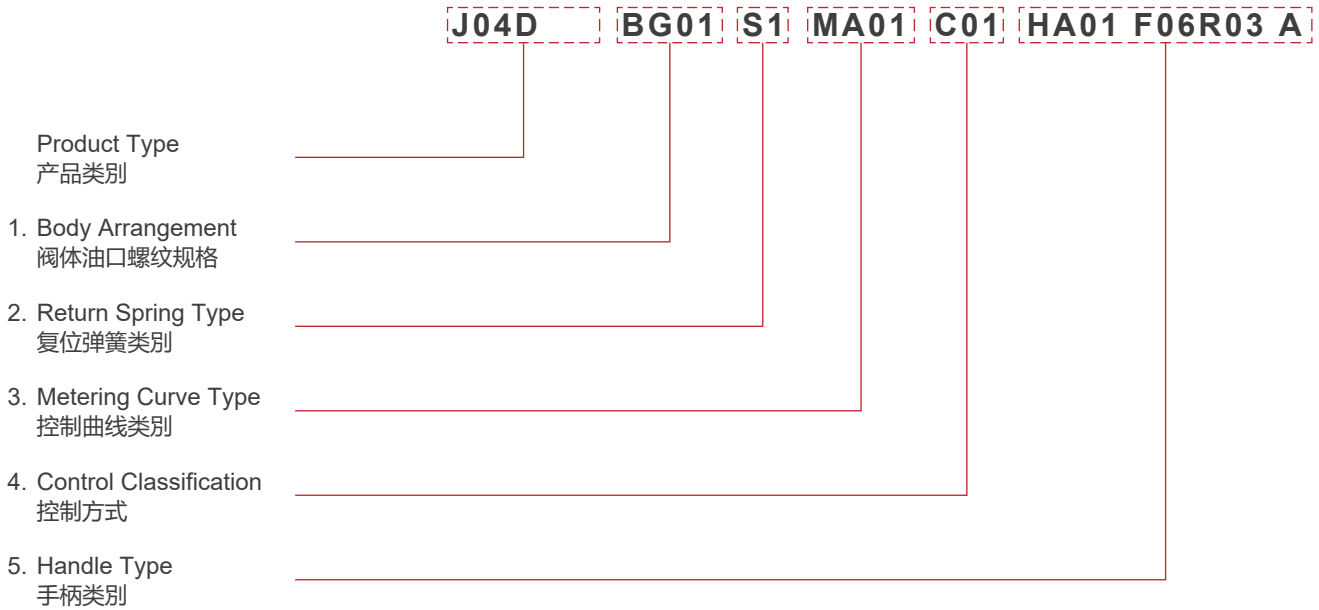 J04D BG01 S1 MA01 C01 HA01 F06R03 A
Product Type
产品类别
1. Body Arrangement
阀体油口螺纹规格
2. Return Spring Type
复位弹簧类别
3. Metering Curve Type
控制曲线类别
4. Control Classification
控制方式
5. Handle Type
手柄类别